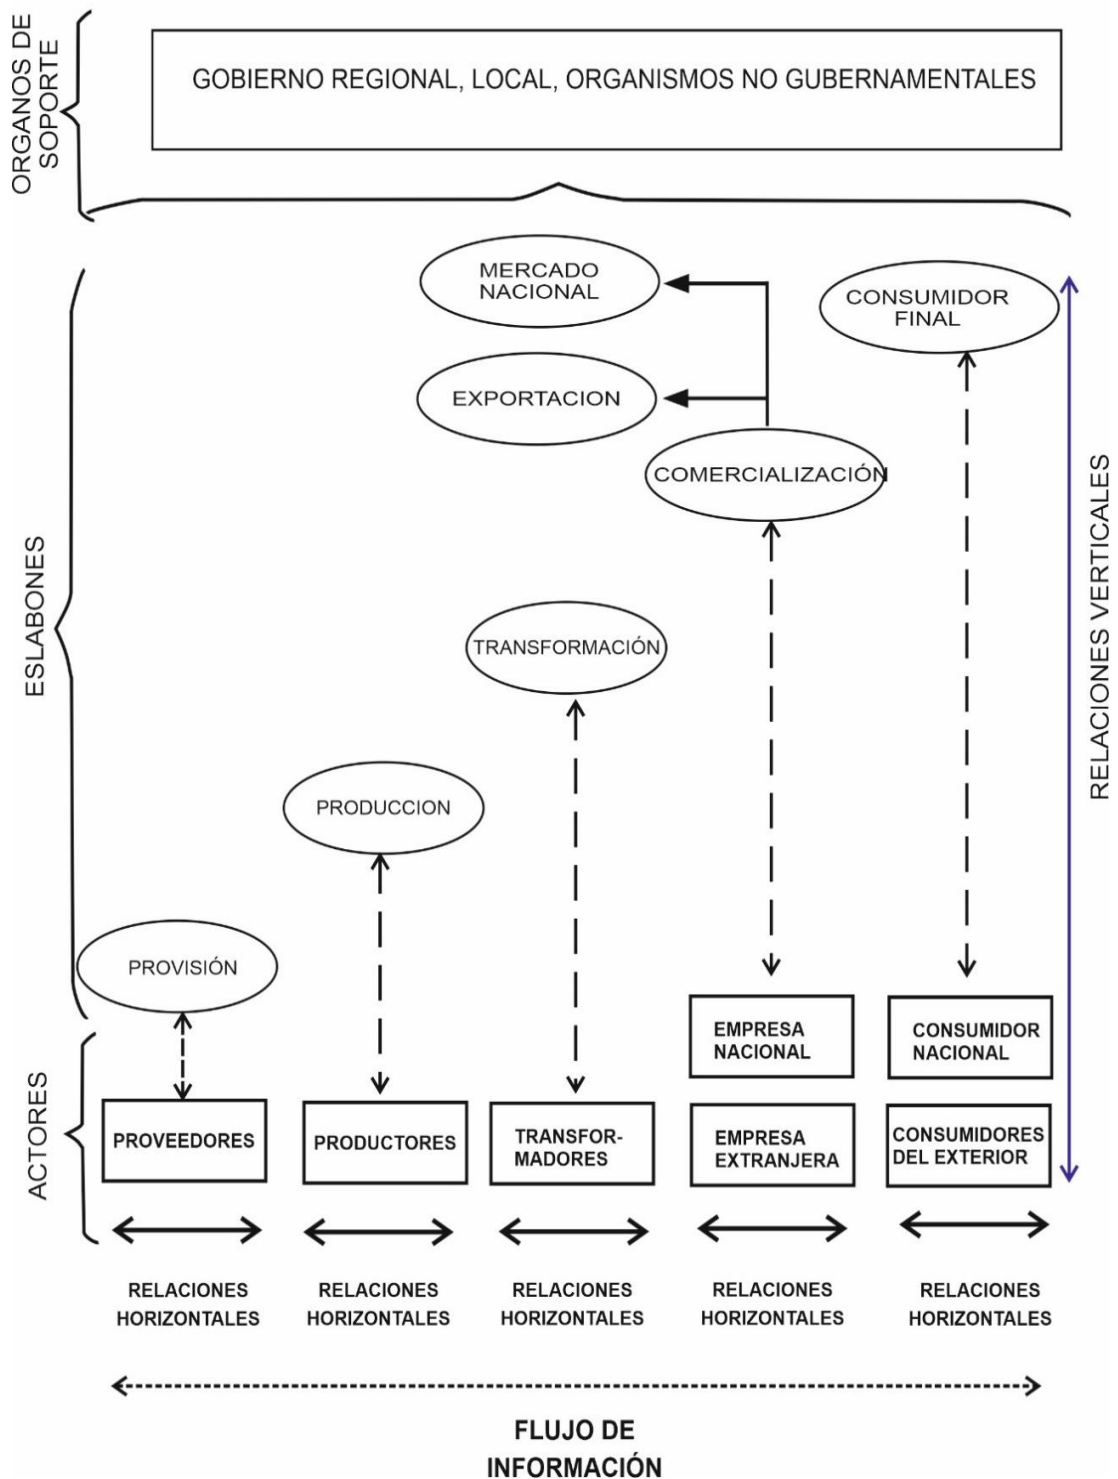 ORGANOS DE
SOPORTE
GOBIERNO REGIONAL, LOCAL, ORGANISMOS NO GUBERNAMENTALES
ESLABONES
MERCADO
NACIONAL
CONSUMIDOR
FINAL
EXPORTACION
COMERCIALIZACIÓN
RELACIONES VERTICALES
TRANSFORMACIÓN
PRODUCCION
PROVISIÓN
ACTORES
EMPRESA
NACIONAL
CONSUMIDOR
NACIONAL
PROVEEDORES
PRODUCTORES
TRANSFOR-
MADORES
EMPRESA
EXTRANJERA
CONSUMIDORES
DEL EXTERIOR
RELACIONES
HORIZONTALES
RELACIONES
HORIZONTALES
RELACIONES
HORIZONTALES
RELACIONES
HORIZONTALES
RELACIONES
HORIZONTALES
FLUJO DE
INFORMACIÓN